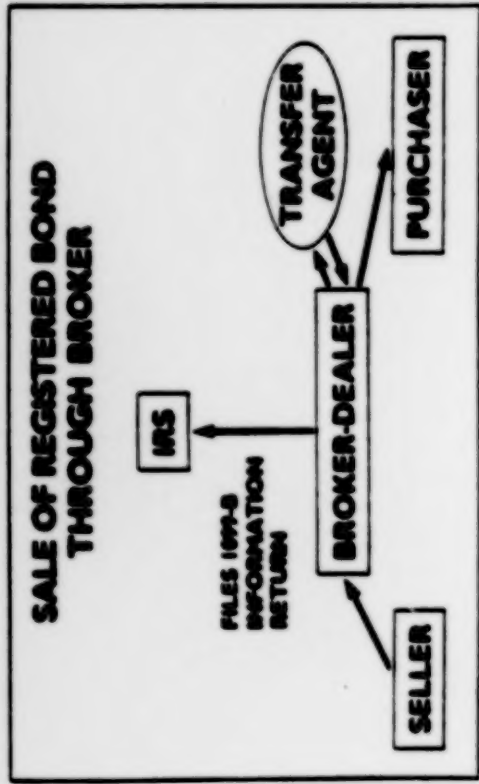 SALE OF REGISTERED BOND
THROUGH BROKER
IRS
FILES 1099-B
INFORMATION
RETURN
TRANSFER
AGENT
BROKER-DEALER
SELLER
PURCHASER